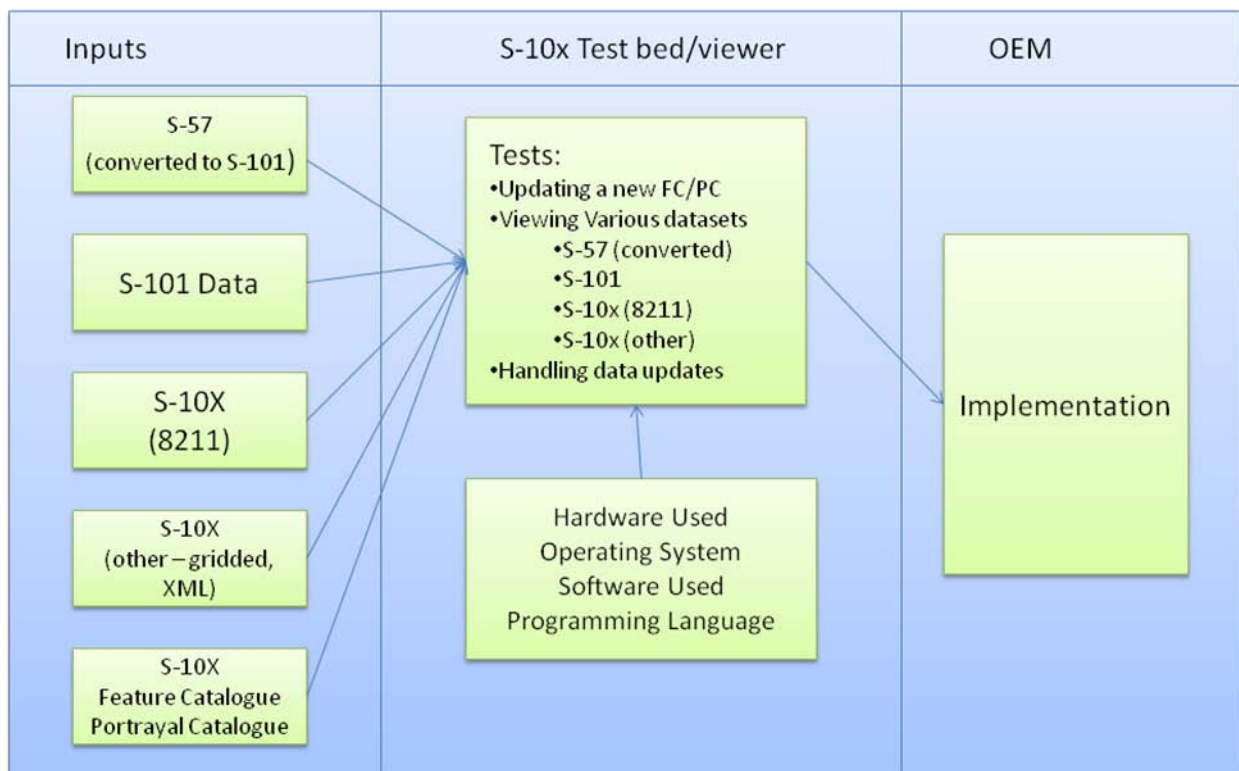 Inputs
S-10x Test bed/viewer
OEM
S-57
(converted to S-101)
S-101 Data
S-10X
(8211)
S-10X
(other – gridded,
XML)
S-10X
Feature Catalogue
Portrayal Catalogue
Tests:
•Updating a new FC/PC
•Viewing Various datasets
•S-57 (converted)
•S-101
•S-10x (8211)
•S-10x (other)
•Handling data updates
Hardware Used
Operating System
Software Used
Programming Language
Implementation